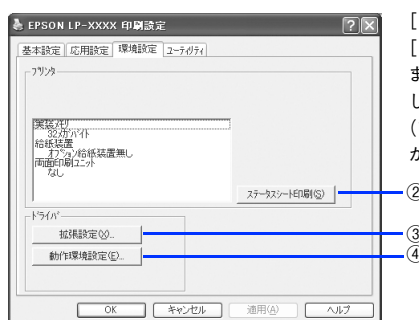 EPSON LP-XXXX 印刷設定
基本設定 応用設定 環境設定 ユーティリティ
プリンタ
実装メモリ
32メガバイト
給紙装置
オプション給紙装置無し
両面印刷ユニット
なし
ステータスシート印刷(S)
ドライバ
拡張設定(X)...
動作環境設定(E)...
OK キャンセル 適用(A) ヘルプ
[
[
ま
し
(
か
②
③
④